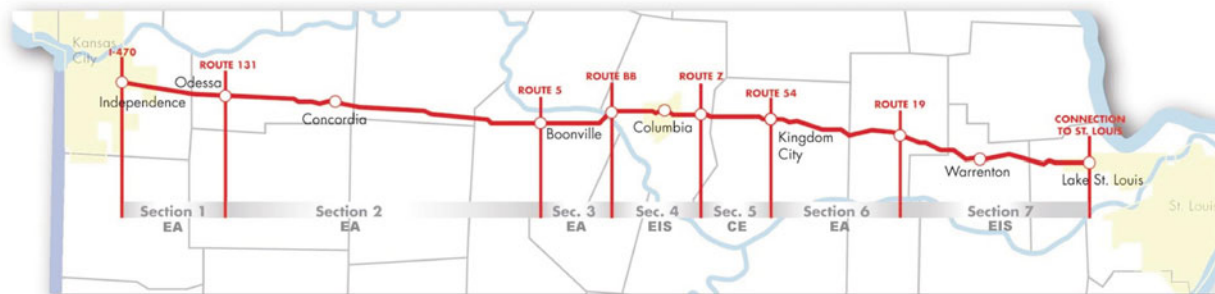 Kansas
City
I-470
ROUTE 131
Odessa
Independence
Concordia
ROUTE 5
Boonville
ROUTE BB
Columbia
ROUTE Z
ROUTE 54
Kingdom
City
ROUTE 19
Warrenton
CONNECTION
TO ST. LOUIS
Lake St. Louis
St. Louis
Section 1
EA
Section 2
EA
Sec. 3
EA
Sec. 4
EIS
Sec. 5
CE
Section 6
EA
Section 7
EIS